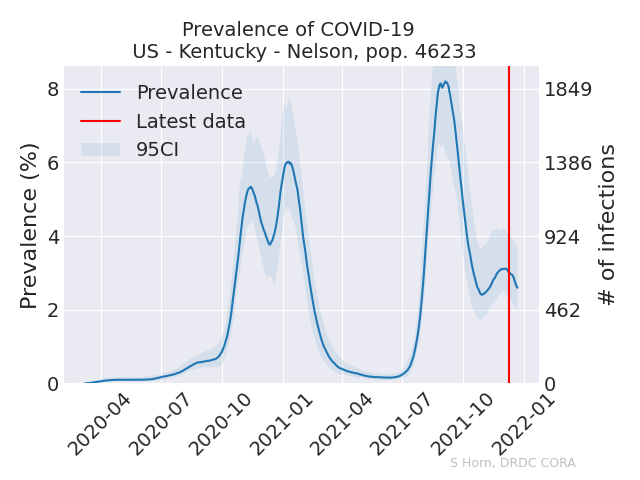 Prevalence of COVID-19
US - Kentucky - Nelson, pop. 46233
Prevalence
Latest data
95CI
Prevalence (%)
8
6
4
2
0
1849
1386
924
462
0
# of infections
2020-04
2020-07
2020-10
2021-01
2021-04
2021-07
2021-10
2022-01
S Horn, DRDC CORA